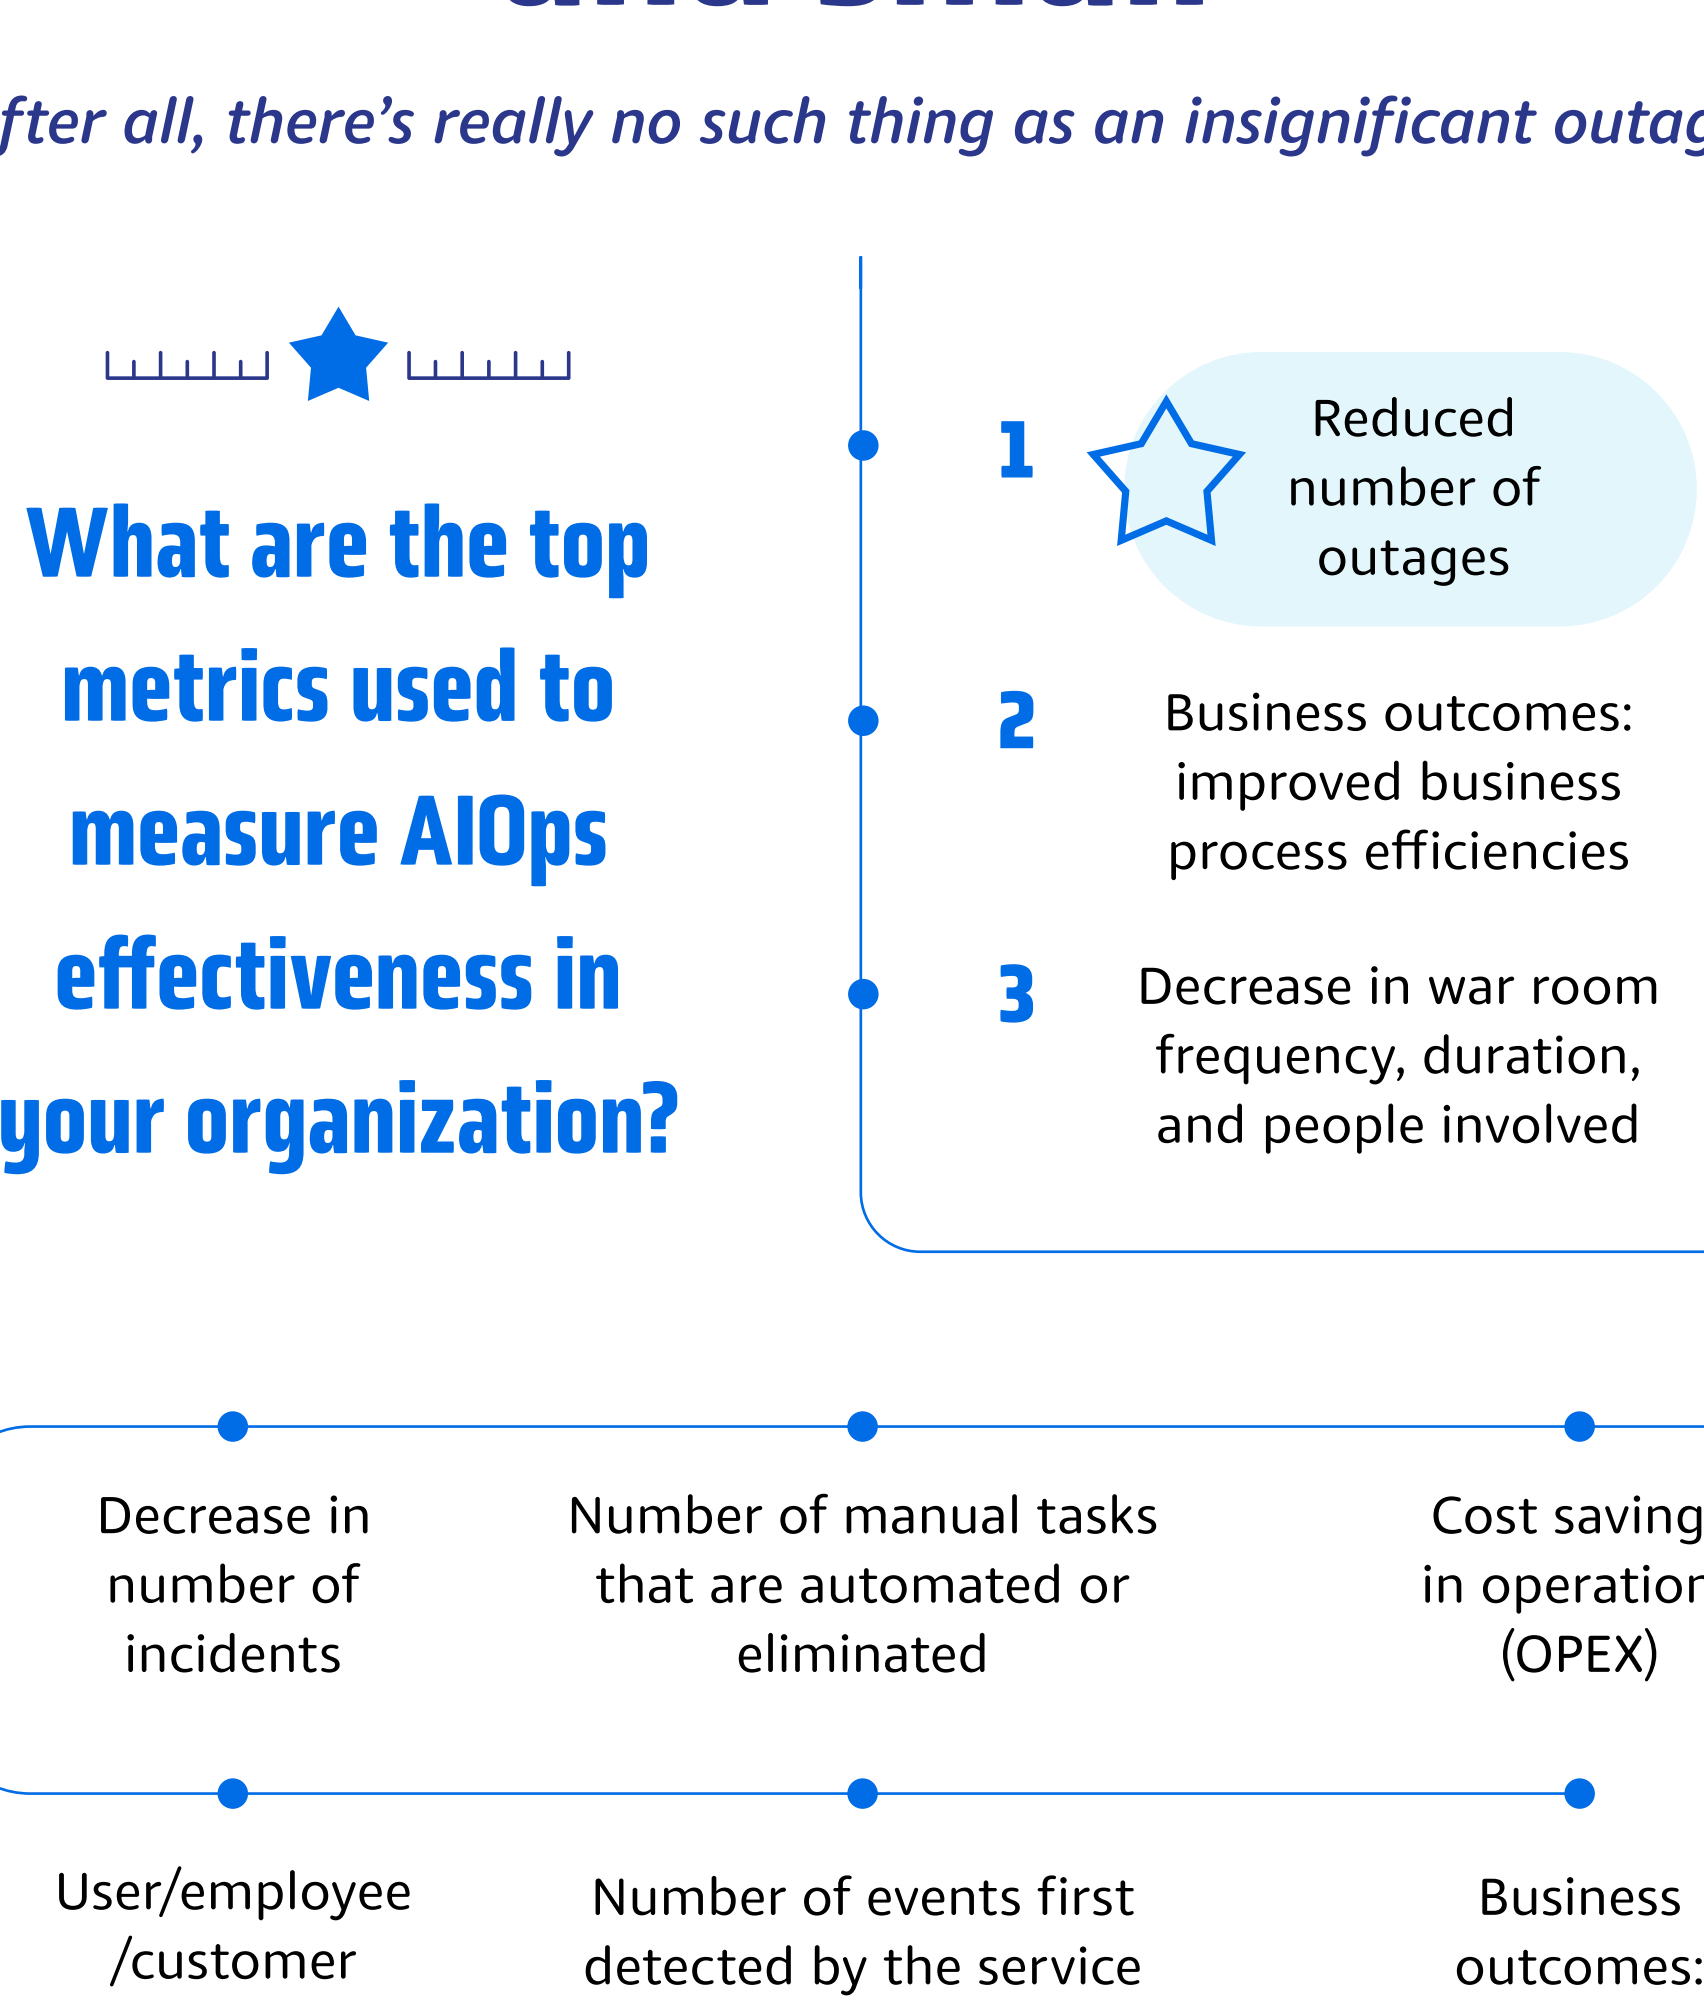 fter all, there's really no such thing as an insignificant outag
What are the top
metrics used to
measure AIOps
effectiveness in
your organization?
1
Reduced
number of
outages
2
Business outcomes:
improved business
process efficiencies
3
Decrease in war room
frequency, duration,
and people involved
Decrease in
number of
incidents
Number of manual tasks
that are automated or
eliminated
Cost saving
in operation
(OPEX)
User/employee
/customer
Number of events first
detected by the service
Business
outcomes: